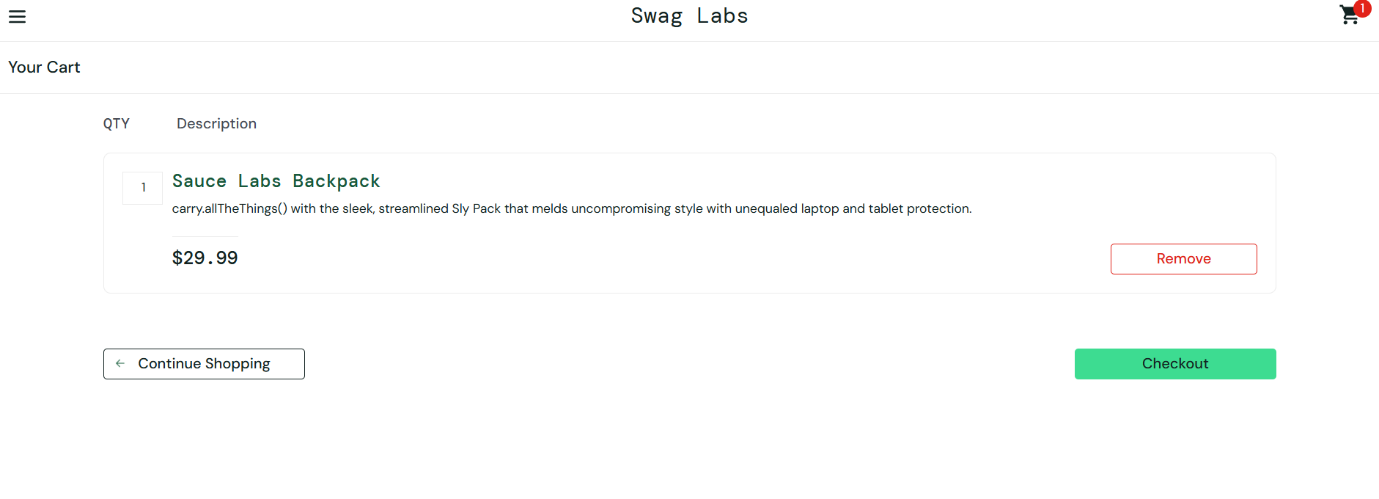 Swag Labs
1
Your Cart
QTY Description
1
Sauce Labs Backpack
carry.allTheThings() with the sleek, streamlined Sly Pack that melds uncompromising style with unequaled laptop and tablet protection.
$29.99
Remove
Continue Shopping
Checkout